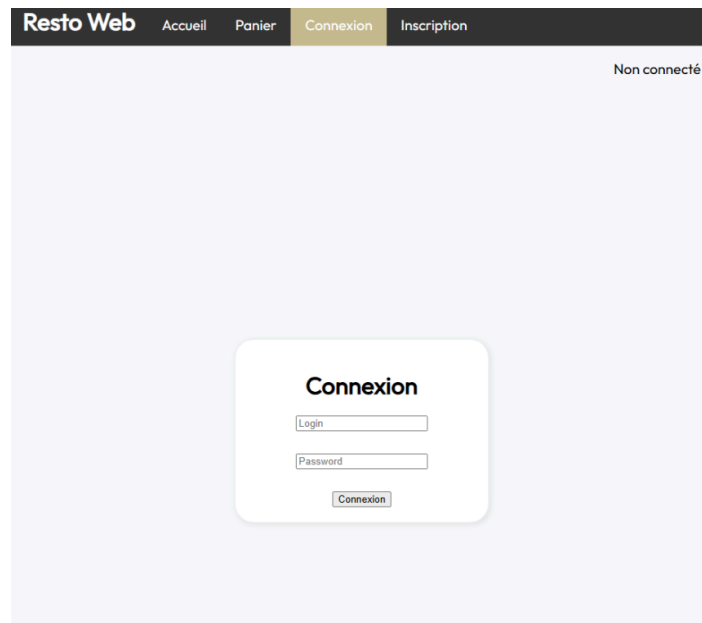 Resto Web Accueil Panier Connexion Inscription
Non connecté
Connexion
Login
Password
Connexion